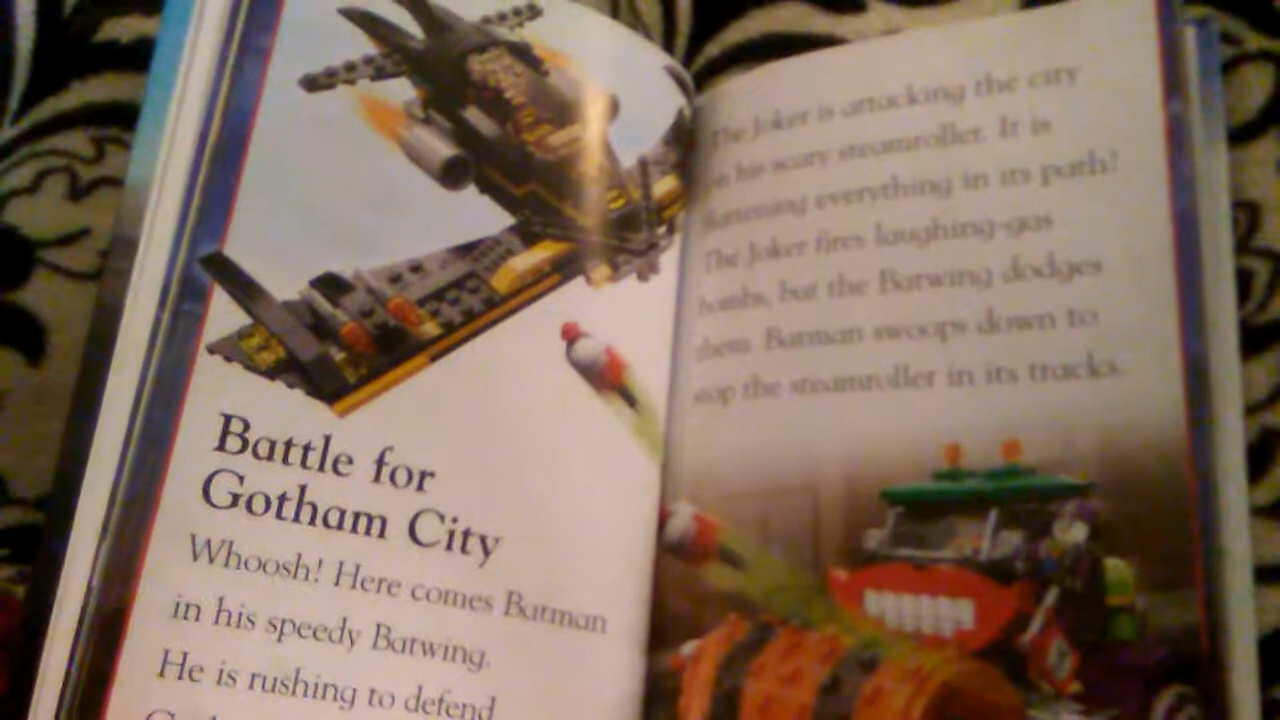 Battle for
Gotham City
Whoosh! Here comes Batman
in his speedy Batwing.
He is rushing to defend
The Joker is attacking the city
in his scary steamroller. It is
flattening everything in its path!
The Joker fires laughing-gas
bombs, but the Batwing dodges
them. Batman swoops down to
stop the steamroller in its tracks.